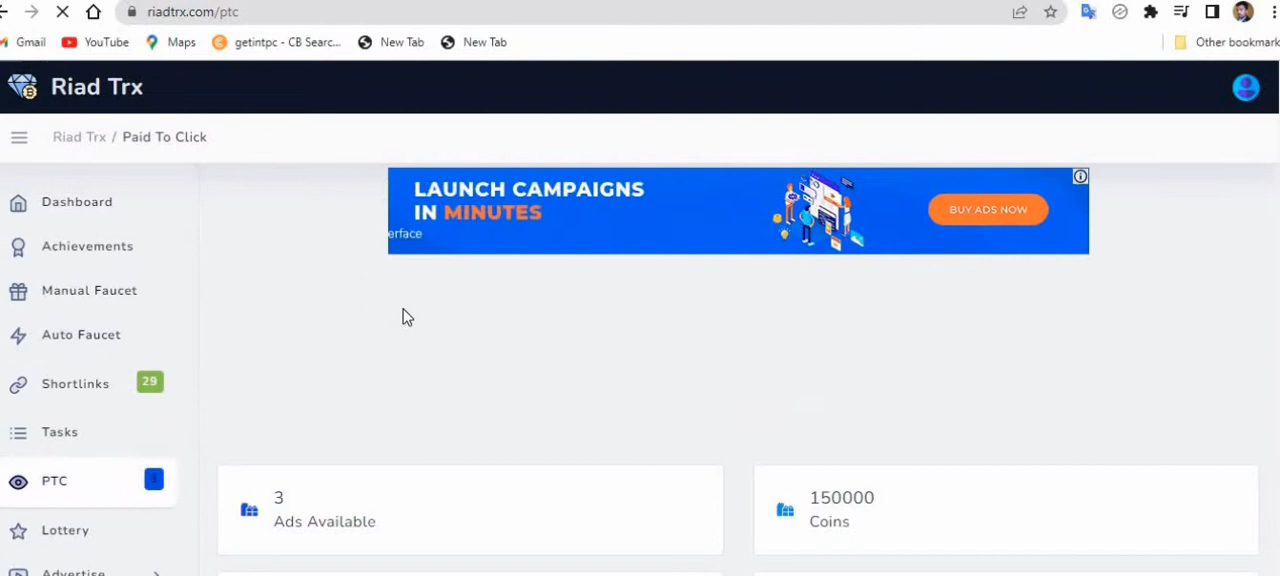 riadtrx.com/ptc
Gmail YouTube Maps getintpc - CB Searc... New Tab New Tab Other bookmark
Riad Trx
Riad Trx / Paid To Click
LAUNCH CAMPAIGNS
IN MINUTES
BUY ADS NOW
erface
Dashboard
Achievements
Manual Faucet
Auto Faucet
Shortlinks 29
Tasks
PTC
Lottery
Advertise
3
Ads Available
150000
Coins